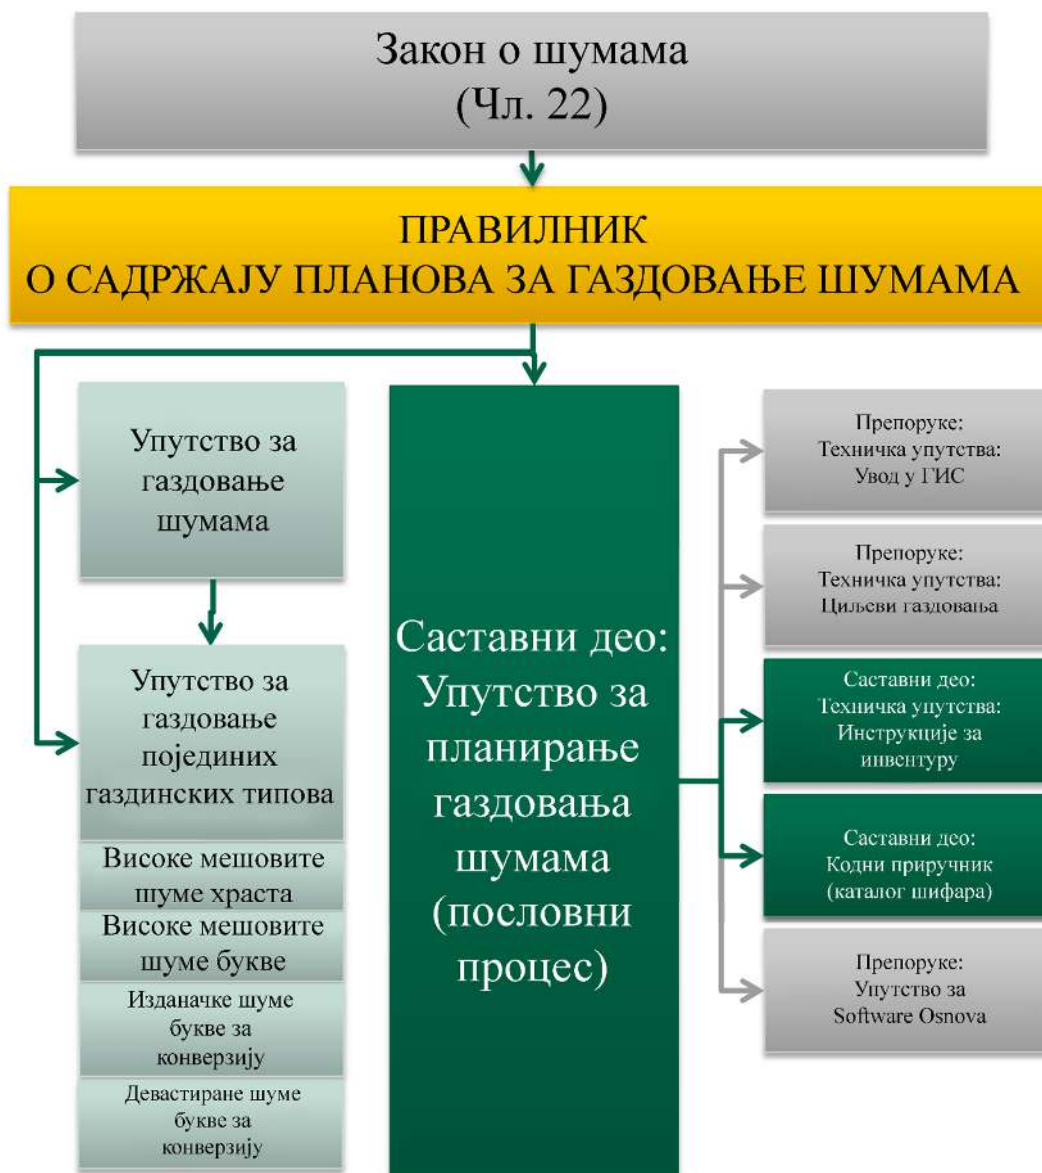 Закон о шумама
(Чл. 22)
ПРАВИЛНИК
О САДРЖАЈУ ПЛАНОВА ЗА ГАЗДОВАЊЕ ШУМАМА
Упутство за
газдовање
шумама
Упутство за
газдовање
појединих
газдинских типова
Високе мешовите
шуме храста
Високе мешовите
шуме букве
Изданачке шуме
букве за
конверзију
Девастиране шуме
букве за
конверзију
Саставни део:
Упутство за
планирање
газдовања
шумама
(пословни
процес)
Препоруке:
Техничка упутства:
Увод у ГИС
Препоруке:
Техничка упутства:
Циљеви газдовања
Саставни део:
Техничка упутства:
Инструкције за
инвентуру
Саставни део:
Кодни приручник
(каталог шифара)
Препоруке:
Упутство за
Software Osnova